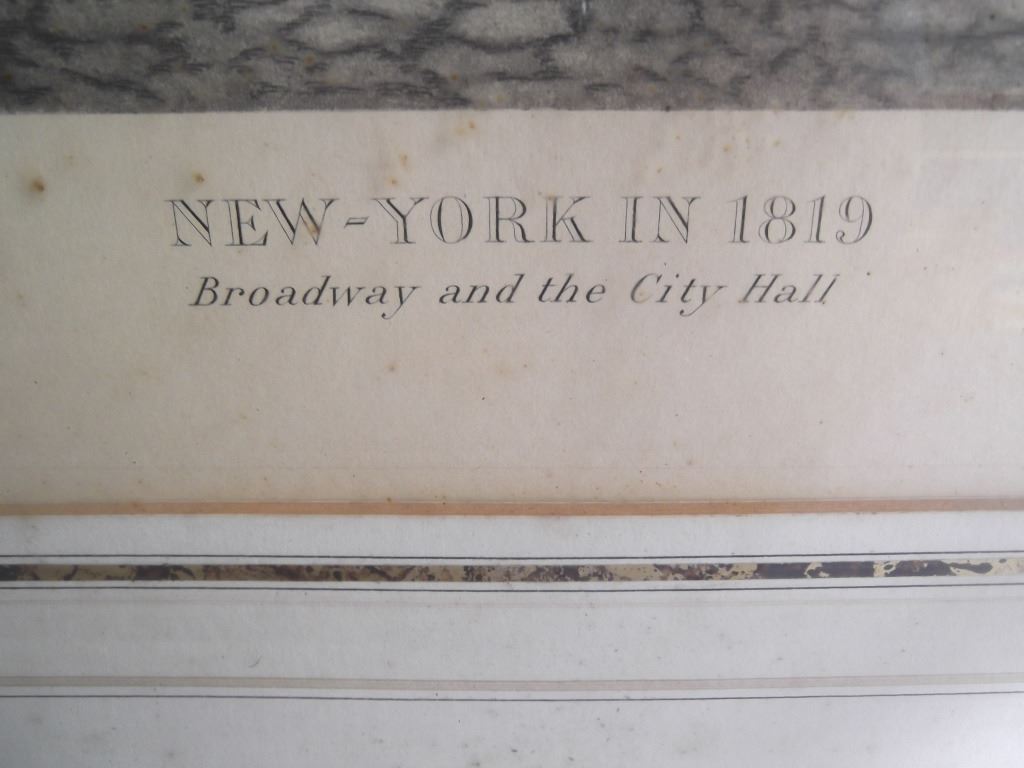 NEW-YORK IN 1819
Broadway and the City Hall